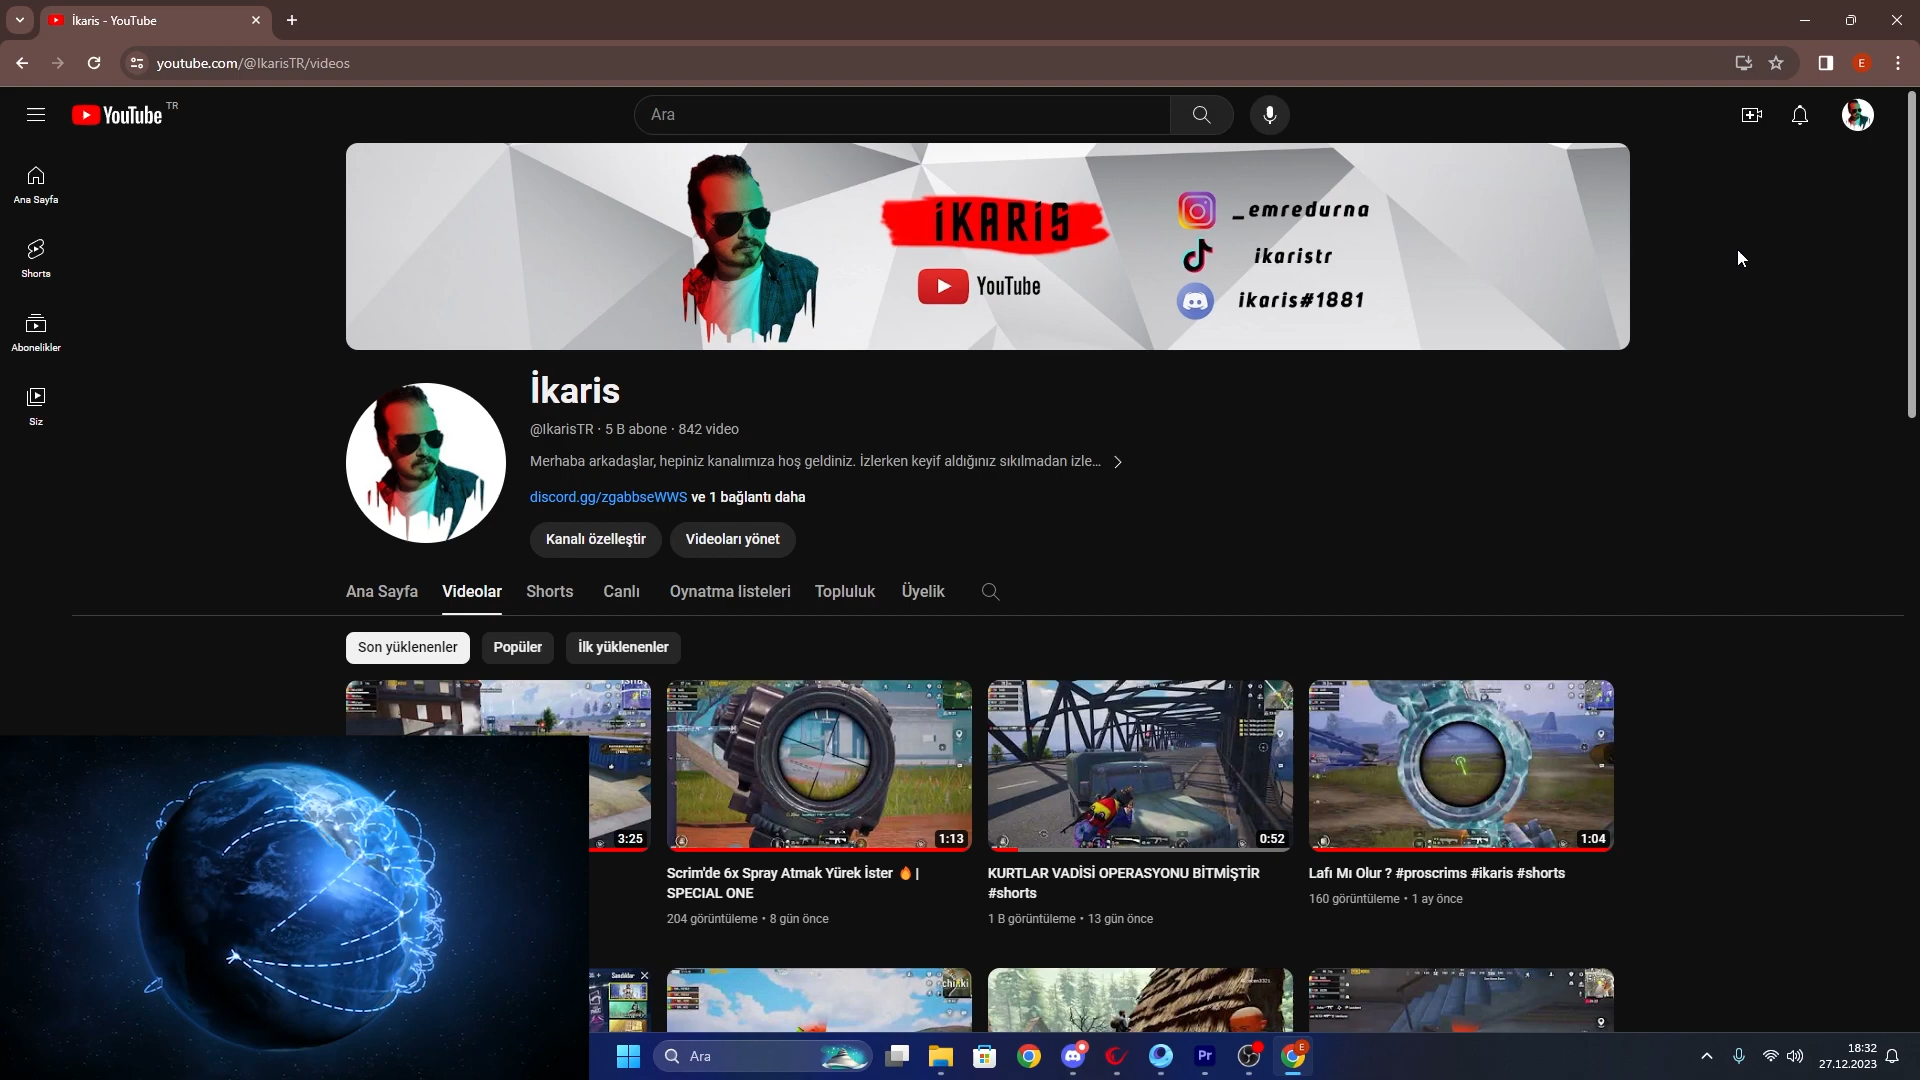 İkaris - YouTube
youtube.com/@IkarisTR/videos
E
YouTube TR
Ara
Ana Sayfa
Shorts
Abonelikler
Siz
İKARİS
YouTube
_emredurna
ikaristr
ikaris#1881
İkaris
@IkarisTR · 5 B abone · 842 video
Merhaba arkadaşlar, hepiniz kanalımıza hoş geldiniz. İzlerken keyif aldığınız sıkılmadan izle...
discord.gg/zgabbseWWS ve 1 bağlantı daha
Kanalı özelleştir
Videoları yönet
Ana Sayfa
Videolar
Shorts
Canlı
Oynatma listeleri
Topluluk
Üyelik
Son yüklenenler
Popüler
İlk yüklenenler
3:25
1:13
0:52
1:04
Scrim'de 6x Spray Atmak Yürek İster 🔥 |
SPECIAL ONE
204 görüntüleme • 8 gün önce
KURTLAR VADİSİ OPERASYONU BİTMİŞTİR
#shorts
1 B görüntüleme • 13 gün önce
Lafı Mı Olur ? #proscrims #ikaris #shorts
160 görüntüleme • 1 ay önce
Sandıklar
chinki
Ara
Pr
E
18:32
27.12.2023